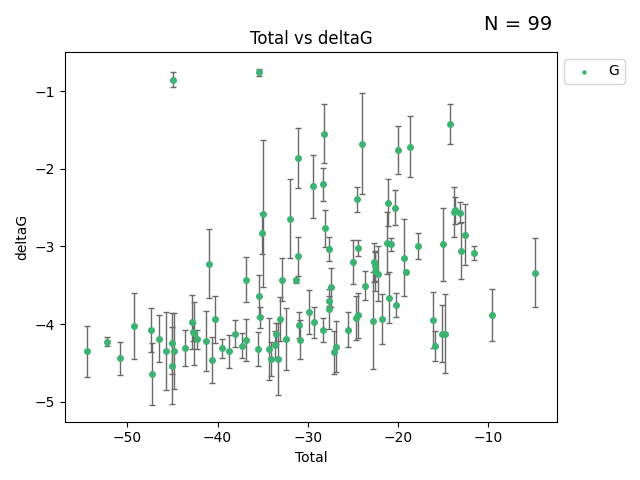 N = 99
Total vs deltaG
G
−1
−2
−3
−4
−5
deltaG
−50
−40
−30
−20
−10
Total